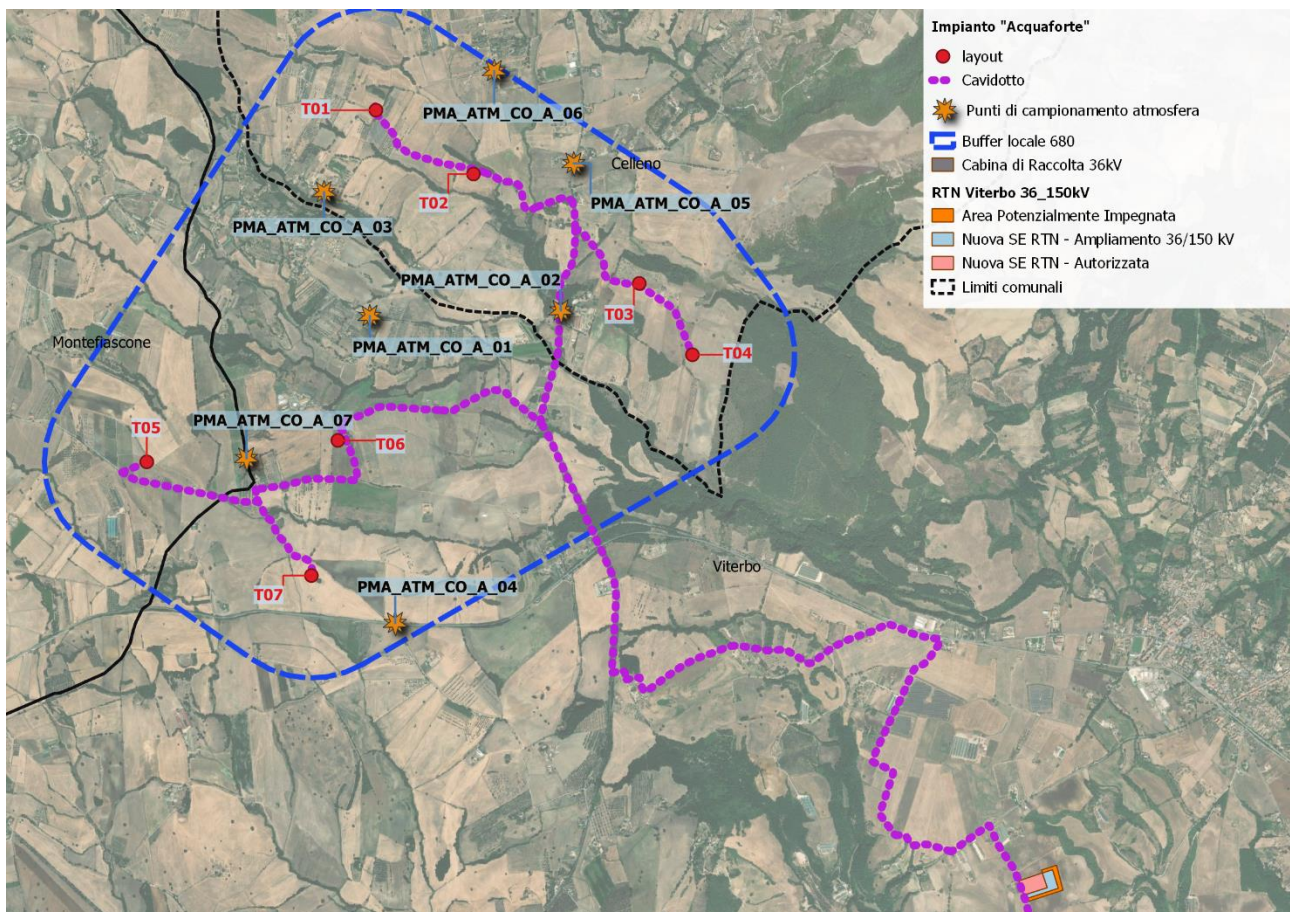 Impianto "Acquaforte"
layout
Cavidotto
Punti di campionamento atmosfera
Buffer locale 680
Cabina di Raccolta 36kV
RTN Viterbo 36_150kV
Area Potenzialmente Impegnata
Nuova SE RTN - Ampliamento 36/150 kV
Nuova SE RTN - Autorizzata
Limiti comunali
T01
PMA_ATM_CO_A_06
Celleno
T02
PMA_ATM_CO_A_05
PMA_ATM_CO_A_03
PMA_ATM_CO_A_02
T03
Montefiascone
PMA_ATM_CO_A_01
T04
PMA_ATM_CO_A_07
T05
T06
Viterbo
T07
PMA_ATM_CO_A_04